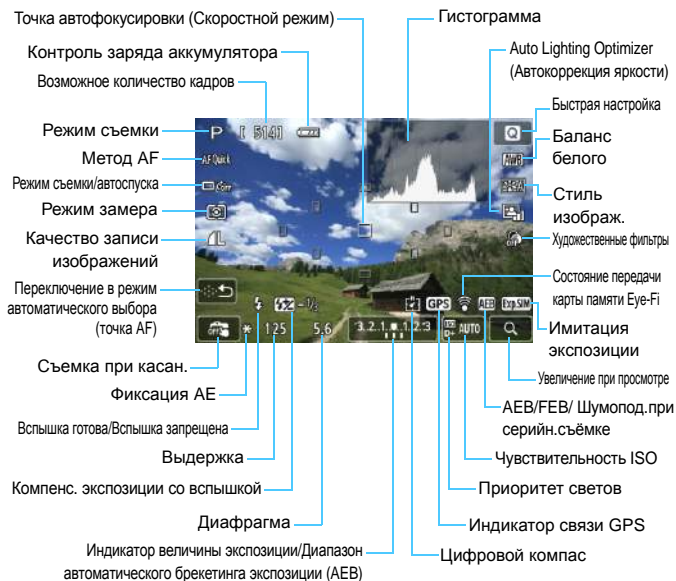 Точка автофокусировки (Скоростной режим)
Гистограмма
Контроль заряда аккумулятора
Возможное количество кадров
Auto Lighting Optimizer
(Автокоррекция яркости)
Быстрая настройка
Режим съемки
Баланс
белого
Метод AF
Режим съемки/автоспуска
Стиль
изображ.
Режим замера
Качество записи
изображений
Художественные фильтры
Переключение в режим
автоматического выбора
(точка AF)
Состояние передачи
карты памяти Eye-Fi
Имитация
экспозиции
Съемка при касан.
Увеличение при просмотре
Фиксация AE
AEB/FEB/ Шумопод.при
серийн.съёмке
Вспышка готова/Вспышка запрещена
Выдержка
Чувствительность ISO
Компенс. экспозиции со вспышкой
Приоритет светов
Диафрагма
Индикатор связи GPS
Индикатор величины экспозиции/Диапазон
автоматического брекетинга экспозиции (AEB)
Цифровой компас
P [ 514]
Q
AF Quick
AWB
OFF
GPS AEB Exp.SIM
-1/3
OFF * 125 5.6 3..2..1..■..1..2.:3 D+ AUTO